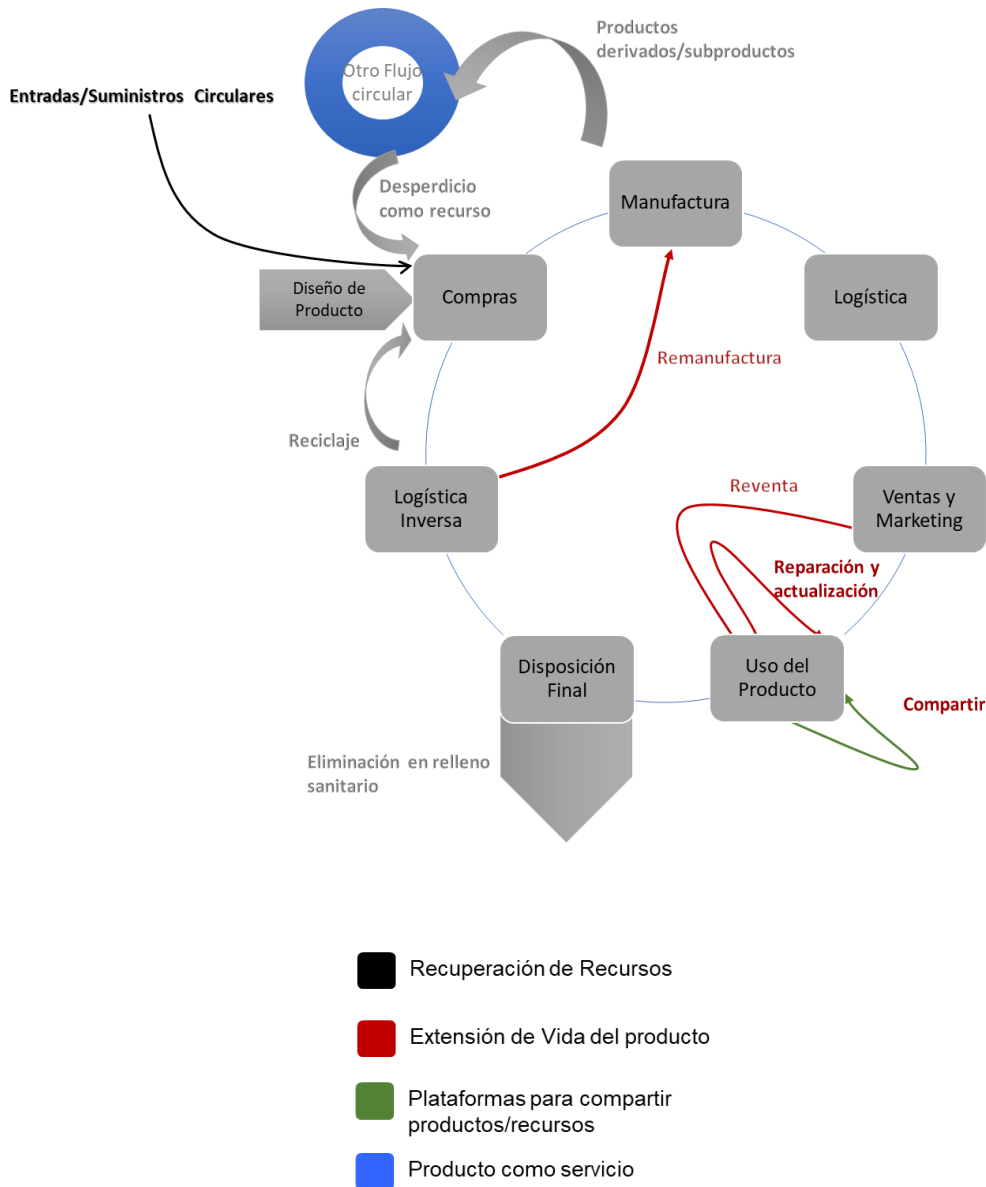 Productos
derivados/subproductos
Otro Flujo
circular
Entradas/Suministros Circulares
Desperdicio
como recurso
Manufactura
Diseño de
Producto
Compras
Logística
Remanufactura
Reciclaje
Logística
Inversa
Reventa
Ventas y
Marketing
Reparación y
actualización
Disposición
Final
Uso del
Producto
Compartir
Eliminación en relleno
sanitario
Recuperación de Recursos
Extensión de Vida del producto
Plataformas para compartir
productos/recursos
Producto como servicio